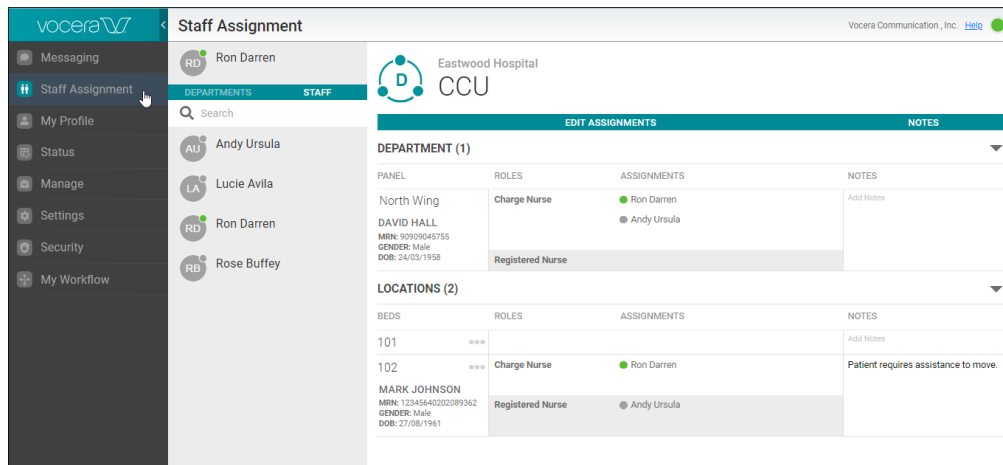 vocera
Staff Assignment
Vocera Communication , Inc. Help
Messaging
Staff Assignment
My Profile
Status
Manage
Settings
Security
My Workflow
RD Ron Darren
DEPARTMENTS STAFF
Search
AU Andy Ursula
LA Lucie Avila
RD Ron Darren
RB Rose Buffey
D
Eastwood Hospital
CCU
EDIT ASSIGNMENTS NOTES
DEPARTMENT (1)
PANEL ROLES ASSIGNMENTS NOTES
North Wing Charge Nurse Ron Darren Add Notes
Andy Ursula
DAVID HALL
MRN: 90909045755
GENDER: Male
DOB: 24/03/1958 Registered Nurse
LOCATIONS (2)
BEDS ROLES ASSIGNMENTS NOTES
101 Add Notes
102 Charge Nurse Ron Darren Patient requires assistance to move.
MARK JOHNSON
MRN: 12345640202089362 Registered Nurse Andy Ursula
GENDER: Male
DOB: 27/08/1961